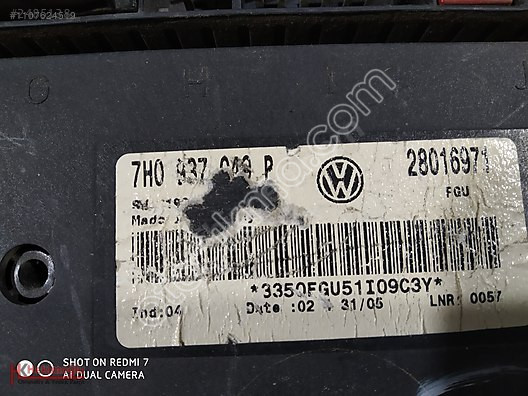 #1107624519
7H0 937 049 P 28016971
FGU
Made
*3350FGU51I09C3Y*
Ind:04 Date :02 31/05 LNR: 0057
SHOT ON REDMI 7
AI DUAL CAMERA